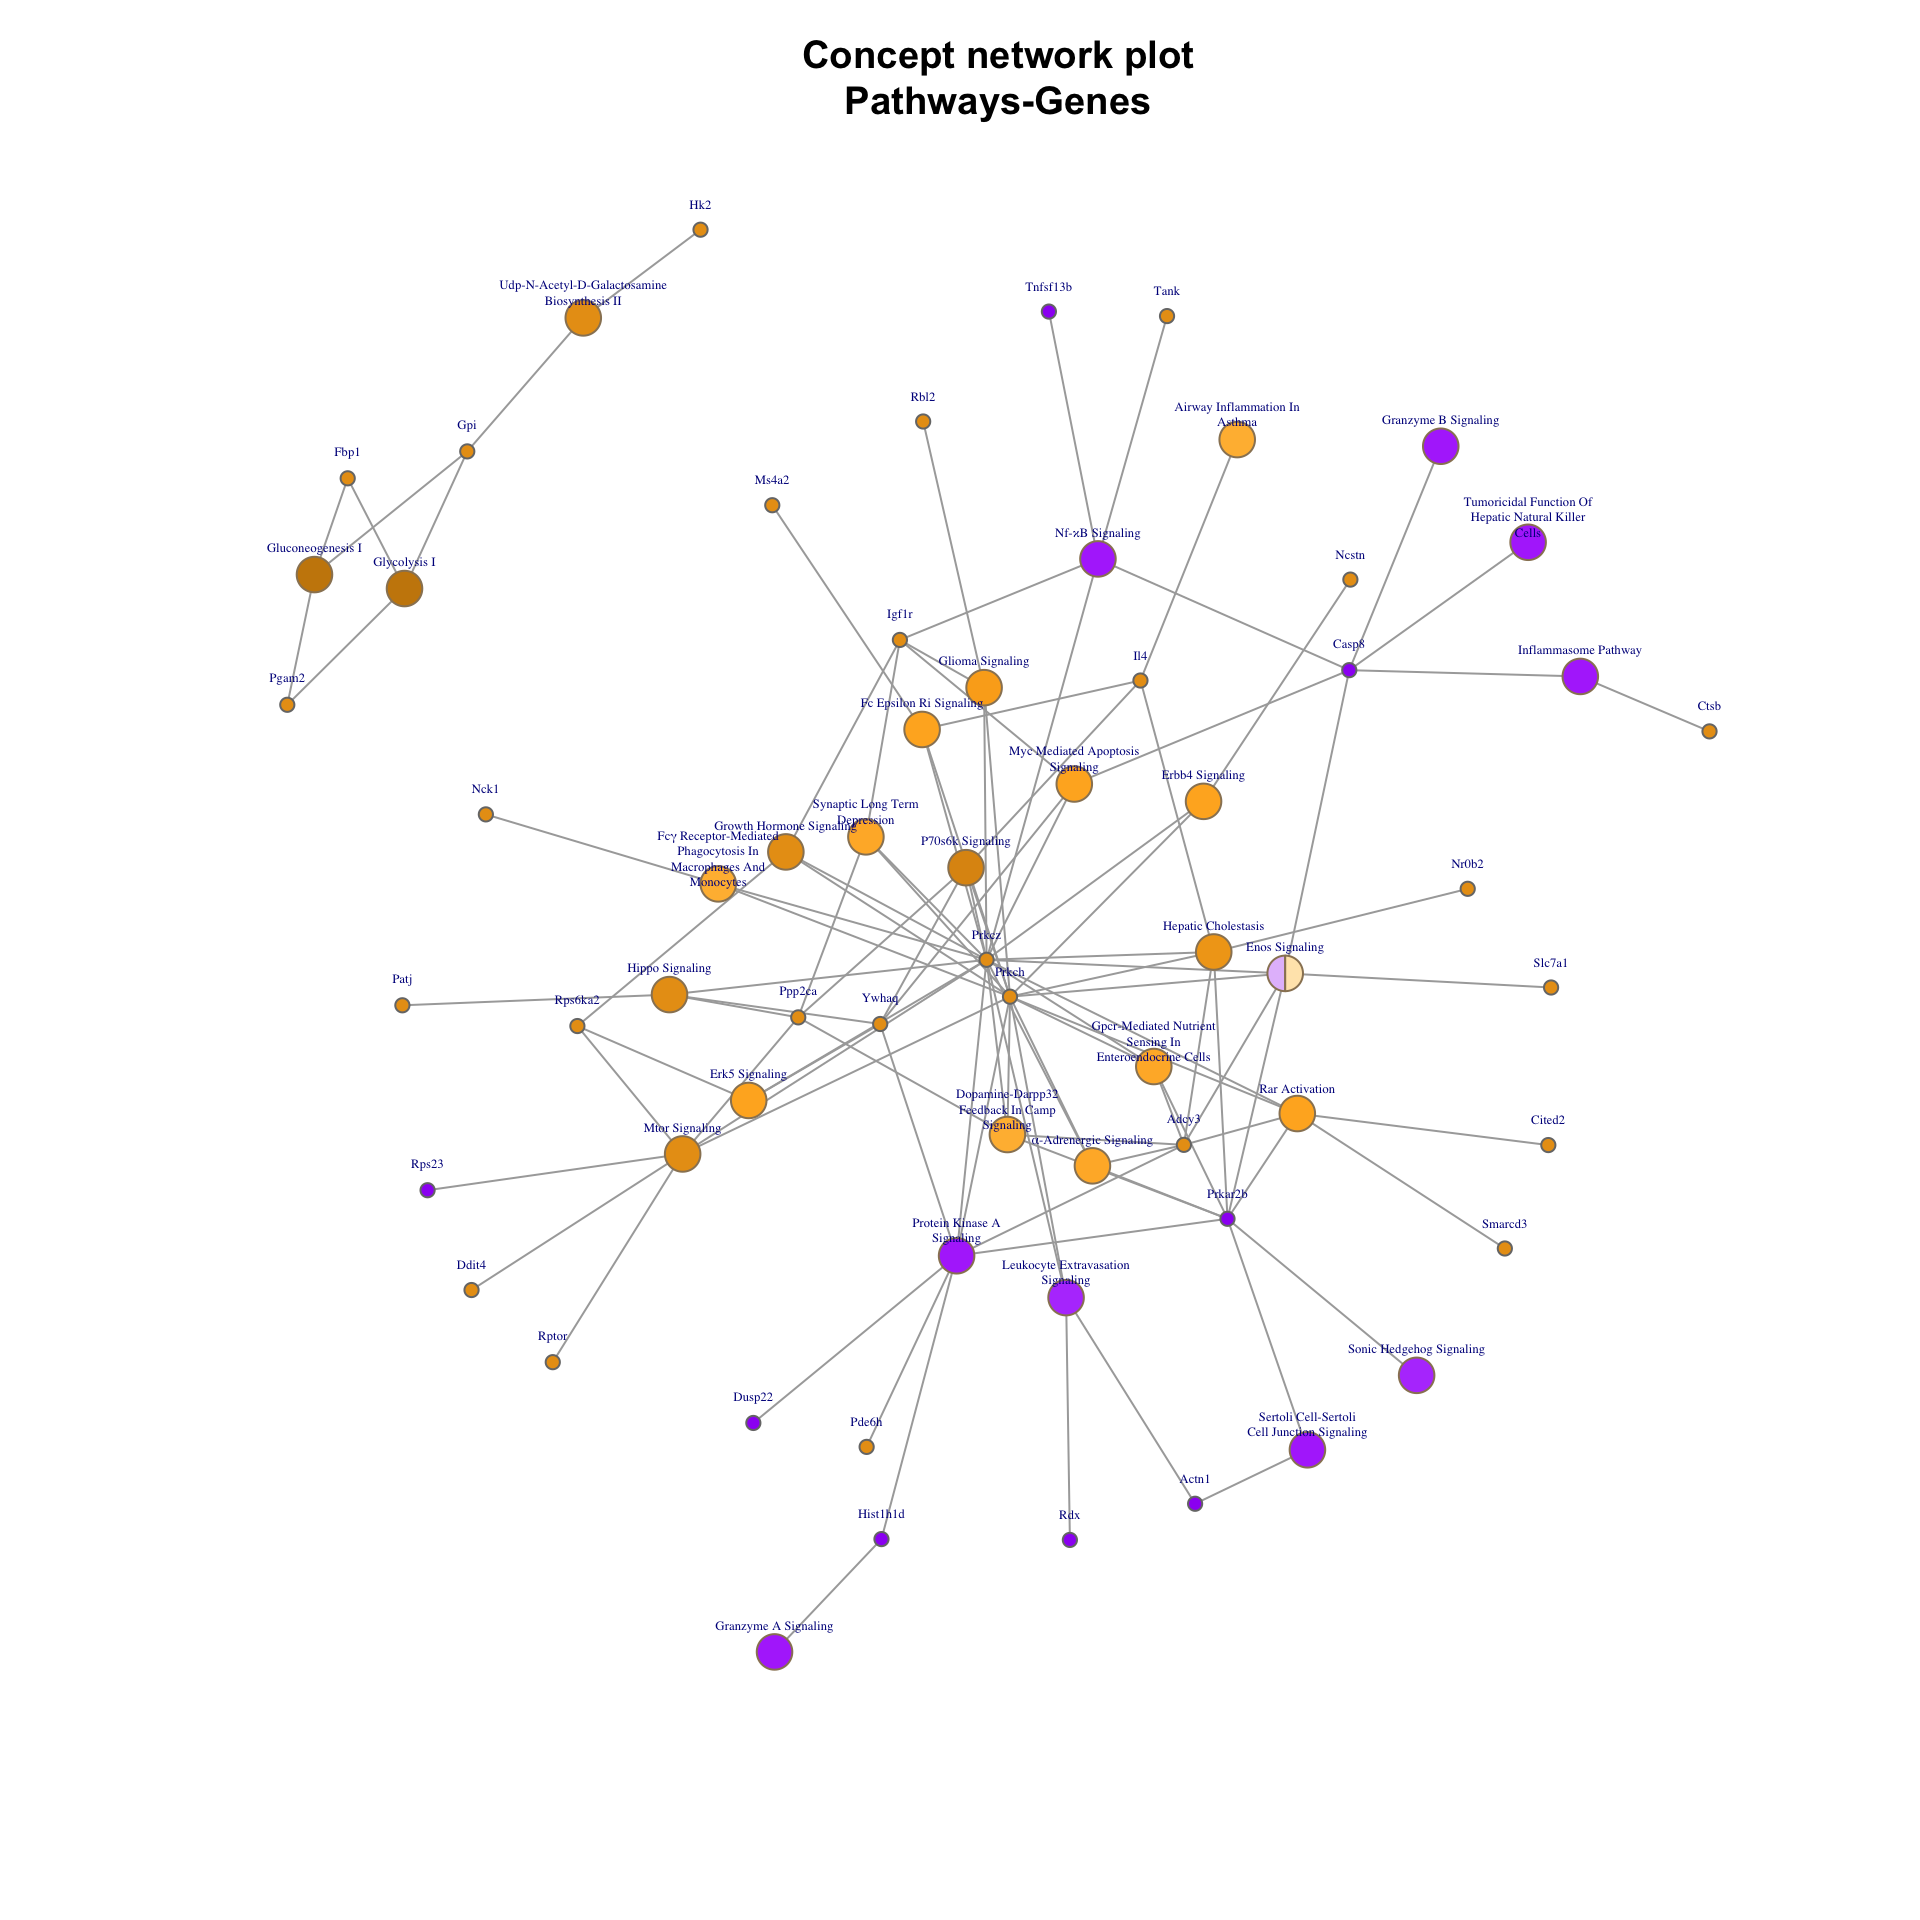 Concept network plot
Pathways-Genes
Hk2
Udp-N-Acetyl-D-Galactosamine
Biosynthesis II
Tnfsf13b
Tank
Rbl2
Airway Inflammation In
Asthma
Granzyme B Signaling
Gpi
Fbp1
Ms4a2
Tumoricidal Function Of
Hepatic Natural Killer
Cells
Nf-κB Signaling
Gluconeogenesis I
Glycolysis I
Ncstn
Igf1r
Casp8
Inflammasome Pathway
Il4
Glioma Signaling
Pgam2
Fc Epsilon Ri Signaling
Ctsb
Myc Mediated Apoptosis
Signaling
Erbb4 Signaling
Nck1
Synaptic Long Term
Depression
Growth Hormone Signaling
Fcγ Receptor-Mediated
Phagocytosis In
Macrophages And
Monocytes
P70s6k Signaling
Nr0b2
Hepatic Cholestasis
Enos Signaling
Prkcz
Prkch
Slc7a1
Hippo Signaling
Patj
Rps6ka2
Ppp2ca
Ywhaq
Gpcr-Mediated Nutrient
Sensing In
Enteroendocrine Cells
Erk5 Signaling
Rar Activation
Dopamine-Darpp32
Feedback In Camp
Signaling
Adcy3
Cited2
Mtor Signaling
α-Adrenergic Signaling
Rps23
Prkar2b
Protein Kinase A
Signaling
Smarcd3
Ddit4
Leukocyte Extravasation
Signaling
Rptor
Sonic Hedgehog Signaling
Dusp22
Pde6h
Sertoli Cell-Sertoli
Cell Junction Signaling
Actn1
Hist1h1d
Rdx
Granzyme A Signaling